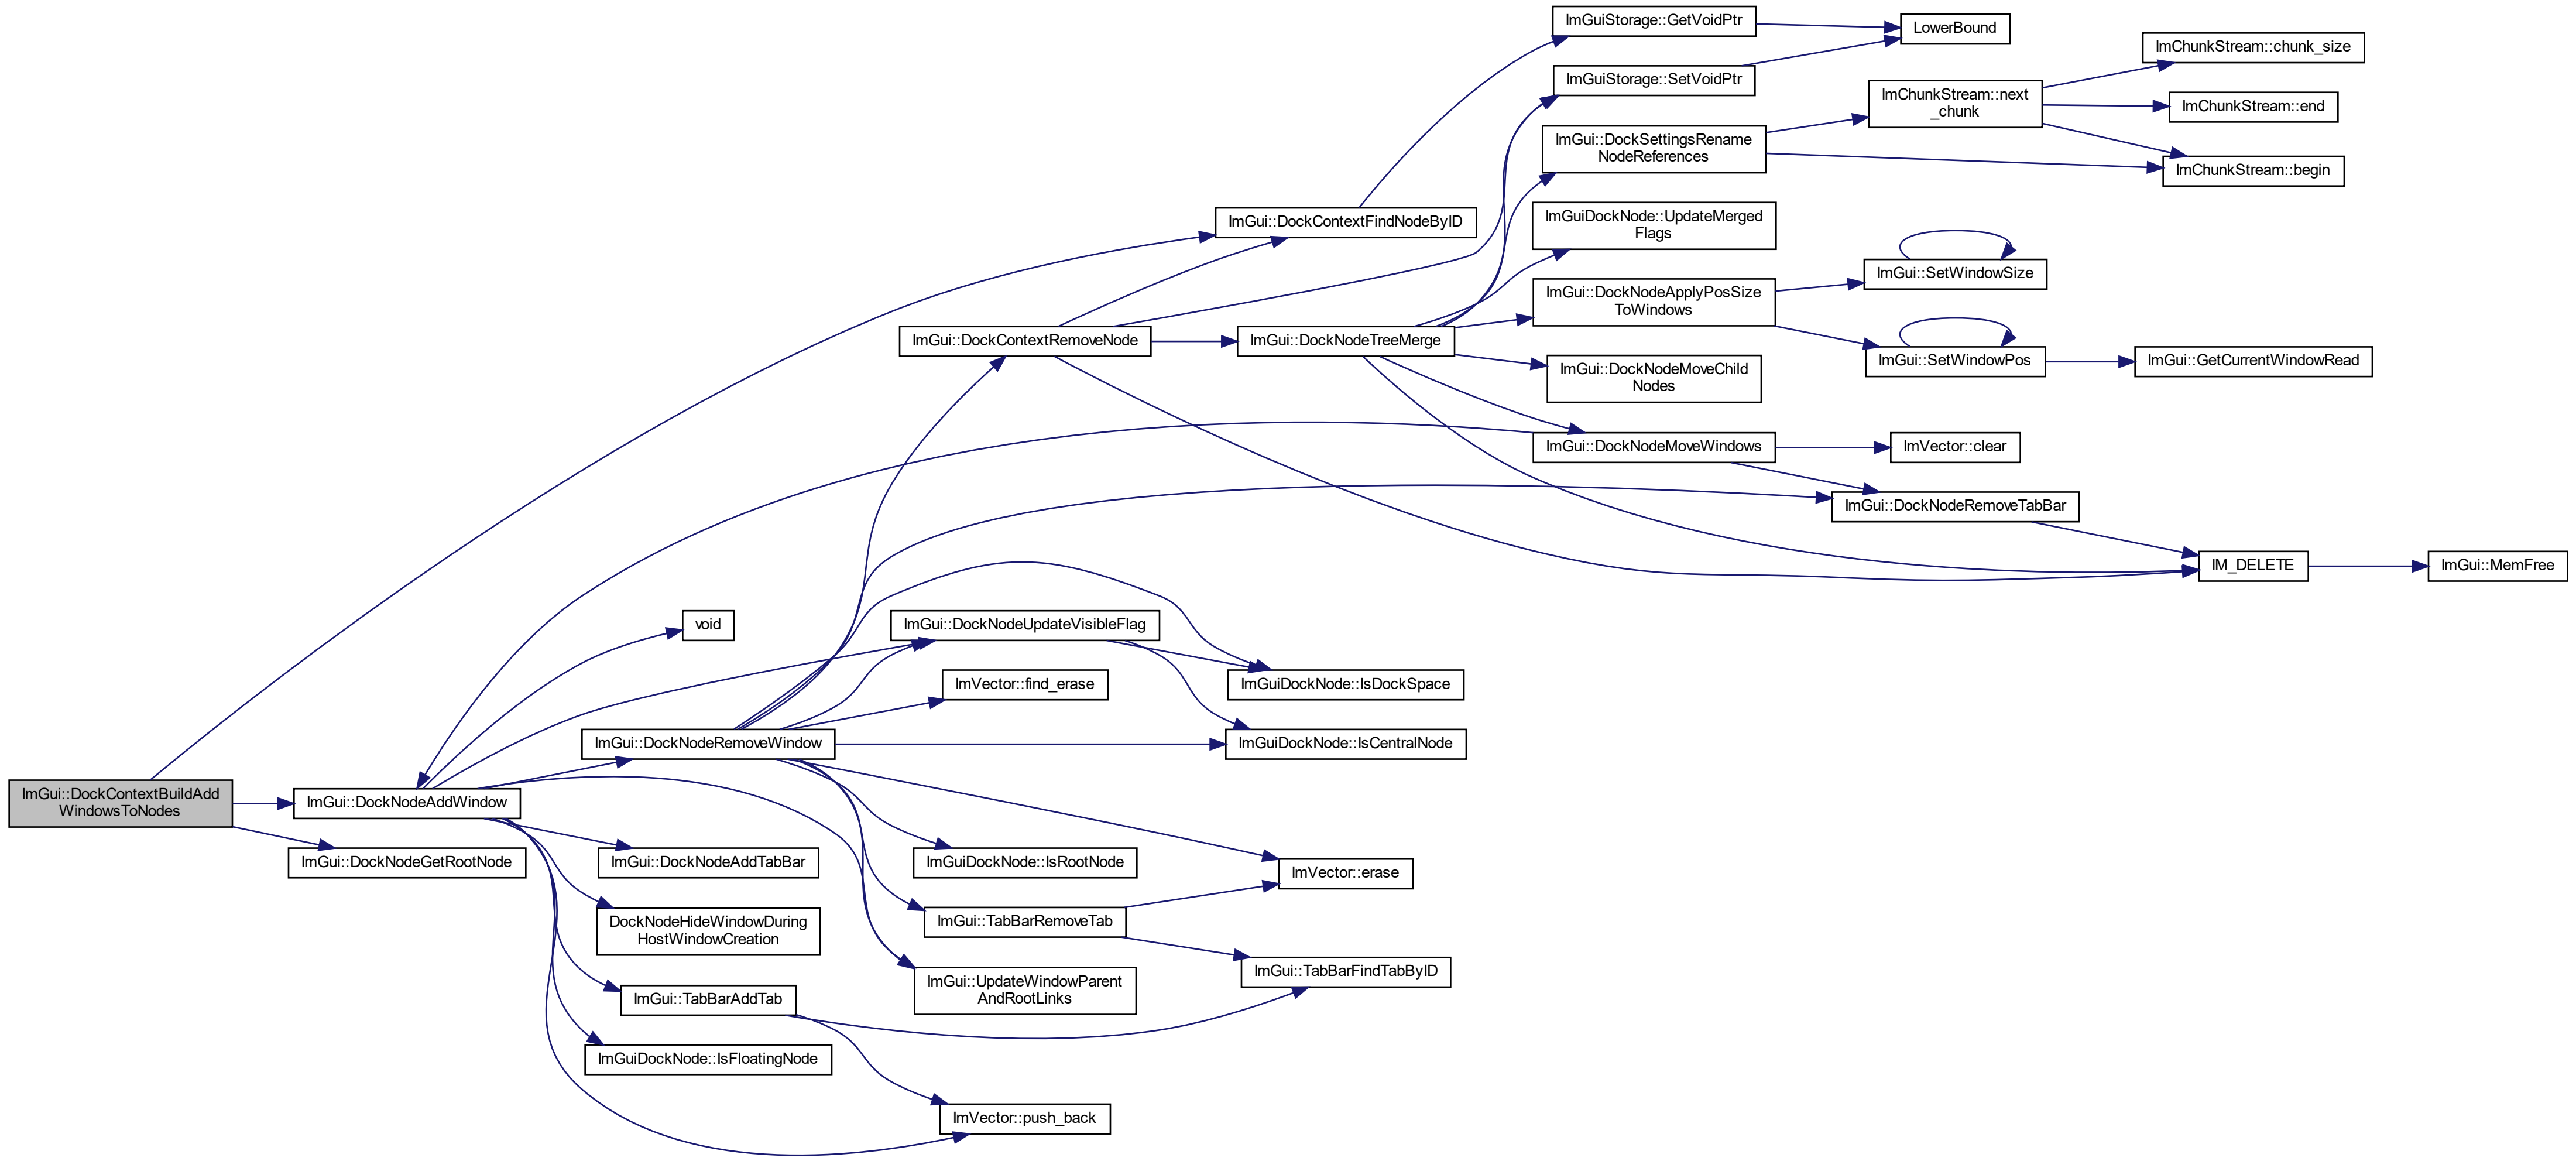 ImGuiStorage::GetVoidPtr
LowerBound
ImChunkStream::chunk_size
ImGuiStorage::SetVoidPtr
ImChunkStream::next
_chunk
ImChunkStream::end
ImGui::DockSettingsRename
NodeReferences
ImChunkStream::begin
ImGui::DockContextFindNodeByID
ImGuiDockNode::UpdateMerged
Flags
ImGui::SetWindowSize
ImGui::DockNodeApplyPosSize
ToWindows
ImGui::DockContextRemoveNode
ImGui::DockNodeTreeMerge
ImGui::SetWindowPos
ImGui::GetCurrentWindowRead
ImGui::DockNodeMoveChild
Nodes
ImGui::DockNodeMoveWindows
ImVector::clear
ImGui::DockNodeRemoveTabBar
IM_DELETE
ImGui::MemFree
void
ImGui::DockNodeUpdateVisibleFlag
ImVector::find_erase
ImGuiDockNode::IsDockSpace
ImGui::DockNodeRemoveWindow
ImGuiDockNode::IsCentralNode
ImGui::DockContextBuildAdd
WindowsToNodes
ImGui::DockNodeAddWindow
ImGui::DockNodeGetRootNode
ImGui::DockNodeAddTabBar
ImGuiDockNode::IsRootNode
ImVector::erase
DockNodeHideWindowDuring
HostWindowCreation
ImGui::TabBarRemoveTab
ImGui::TabBarFindTabByID
ImGui::TabBarAddTab
ImGui::UpdateWindowParent
AndRootLinks
ImGuiDockNode::IsFloatingNode
ImVector::push_back